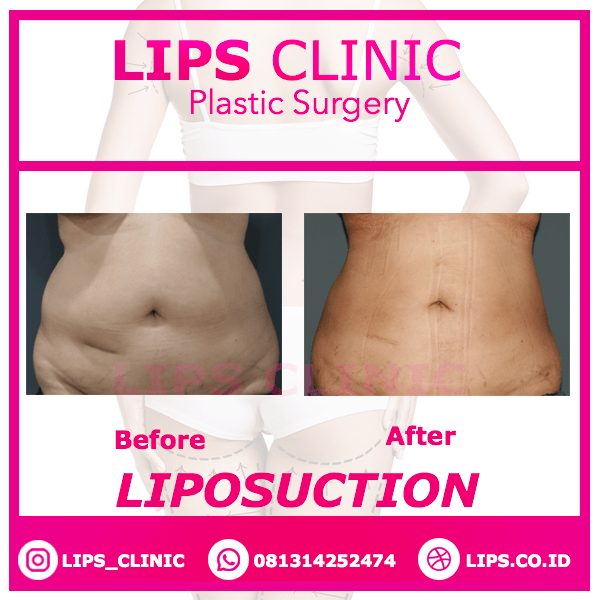 LIPS CLINIC
Plastic Surgery
LIPS CLINIC
Before
After
LIPOSUCTION
LIPS_CLINIC
081314252474
LIPS.CO.ID